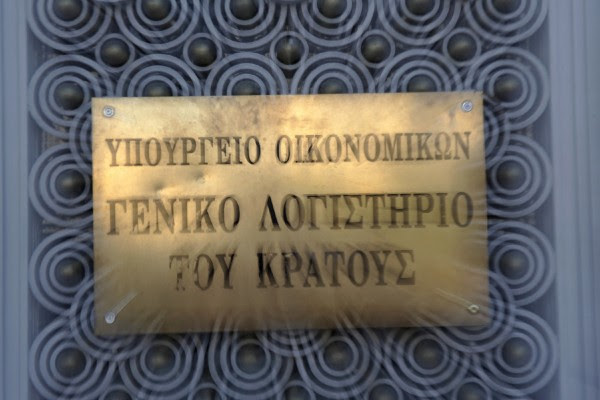 ΥΠΟΥΡΓΕΙΟ ΟΙΚΟΝΟΜΙΚΩΝ
ΓΕΝΙΚΟ ΛΟΓΙΣΤΗΡΙΟ
ΤΟΥ ΚΡΑΤΟΥΣ